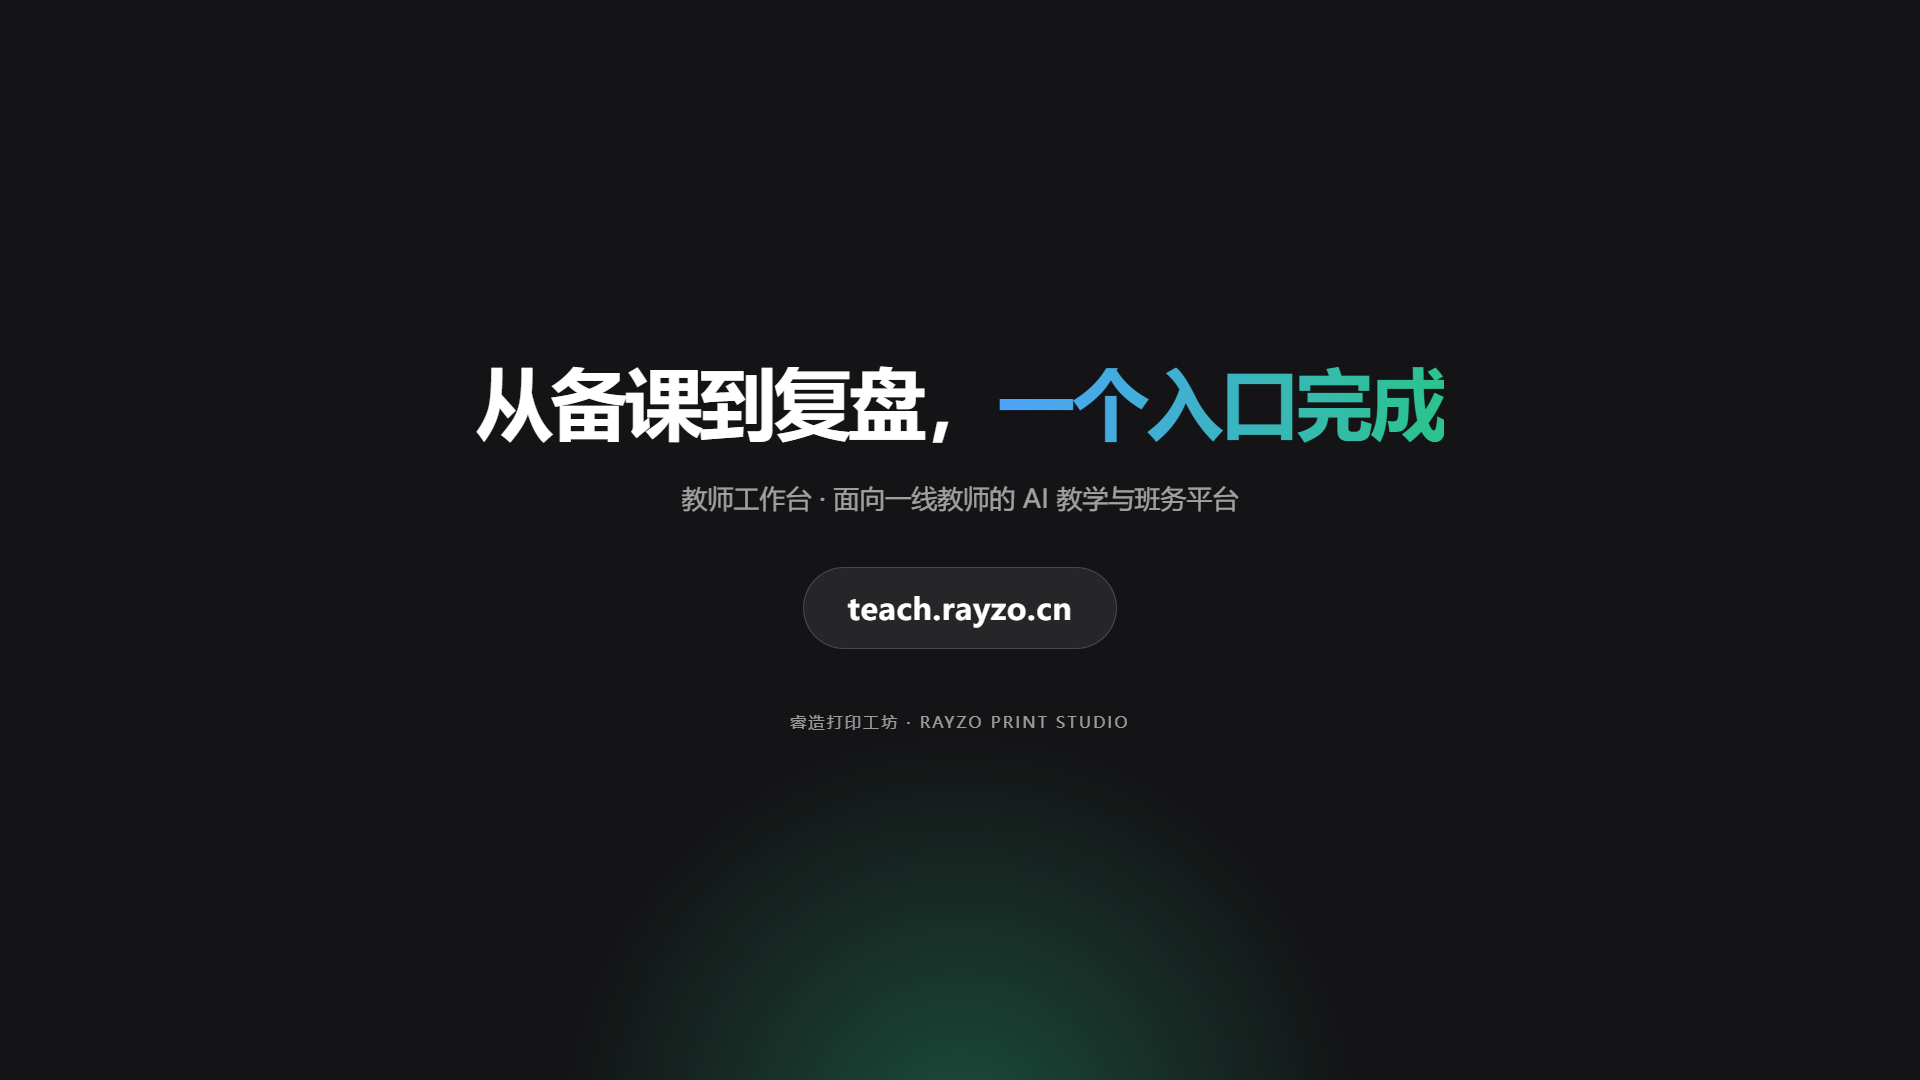 从备课到复盘，一个入口完成
教师工作台 · 面向一线教师的 AI 教学与班务平台
teach.rayzo.cn
睿造打印工坊 · RAYZO PRINT STUDIO